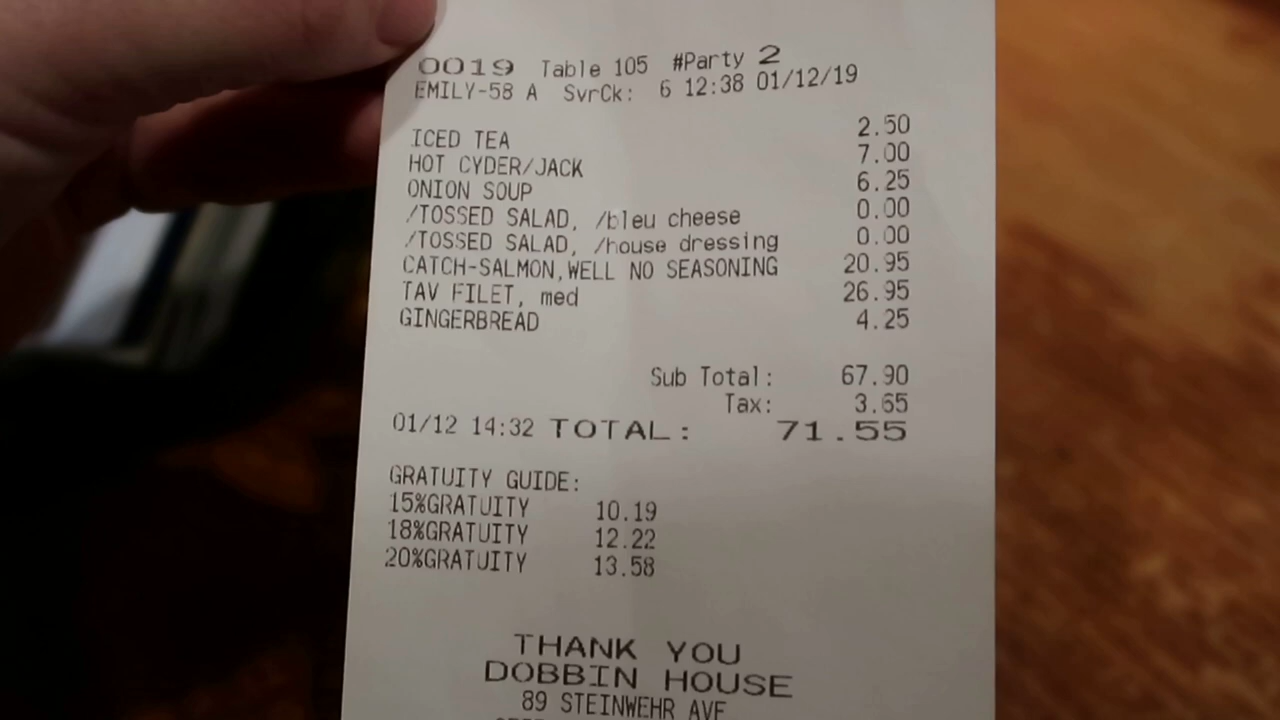 0019 Table 105 #Party 2
EMILY-58 A SvrCk: 6 12:38 01/12/19
ICED TEA 2.50
HOT CYDER/JACK 7.00
ONION SOUP 6.25
/TOSSED SALAD, /bleu cheese 0.00
/TOSSED SALAD, /house dressing 0.00
CATCH-SALMON,WELL NO SEASONING 20.95
TAV FILET, med 26.95
GINGERBREAD 4.25
Sub Total: 67.90
Tax: 3.65
01/12 14:32 TOTAL: 71.55
GRATUITY GUIDE:
15%GRATUITY 10.19
18%GRATUITY 12.22
20%GRATUITY 13.58
THANK YOU
DOBBIN HOUSE
89 STEINWEHR AVE